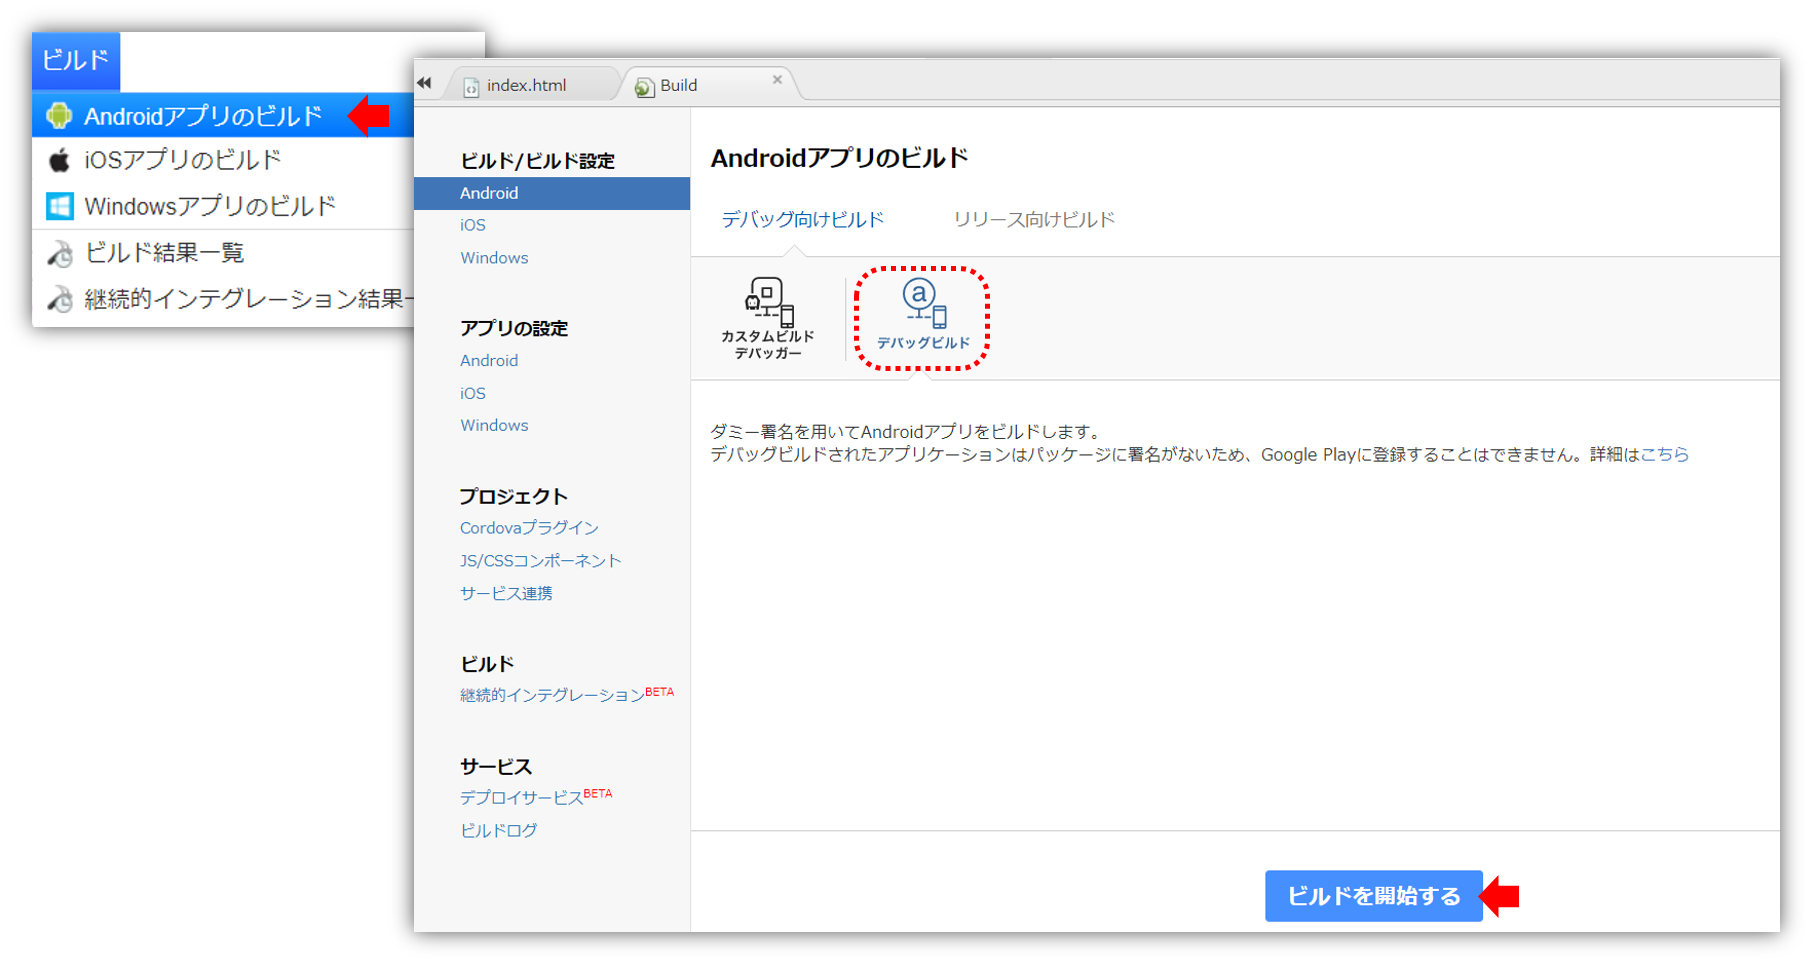 ビルド
Androidアプリのビルド
iOSアプリのビルド
Windowsアプリのビルド
ビルド結果一覧
継続的インテグレーション結果一
index.html
Build
ビルド/ビルド設定
Android
iOS
Windows
アプリの設定
Android
iOS
Windows
プロジェクト
Cordovaプラグイン
JS/CSSコンポーネント
サービス連携
ビルド
継続的インテグレーションBETA
サービス
デプロイサービスBETA
ビルドログ
Androidアプリのビルド
デバッグ向けビルド
リリース向けビルド
カスタムビルド
デバッガー
a
デバッグビルド
ダミー署名を用いてAndroidアプリをビルドします。
デバッグビルドされたアプリケーションはパッケージに署名がないため、Google Playに登録することはできません。詳細はこちら
ビルドを開始する